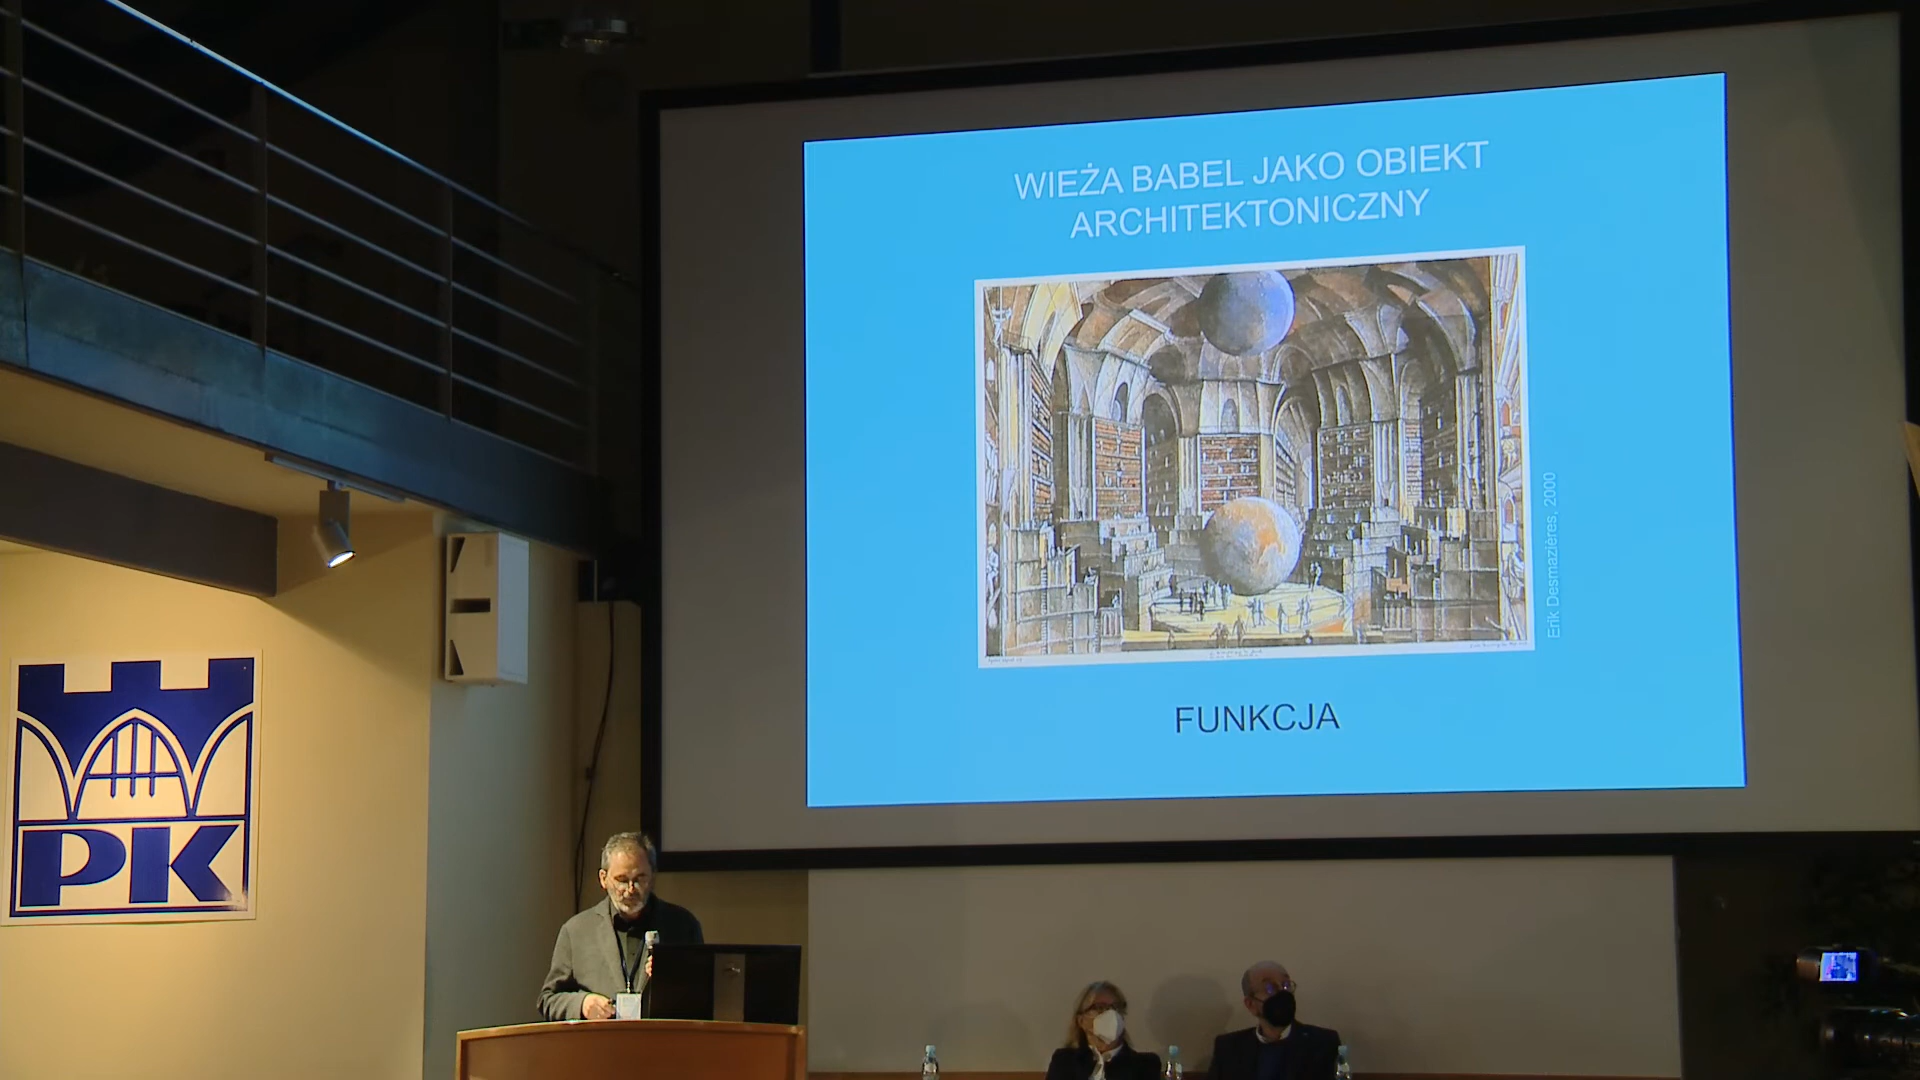 WIEŻA BABEL JAKO OBIEKT
ARCHITEKTONICZNY
Erik Desmazières, 2000
FUNKCJA
PK